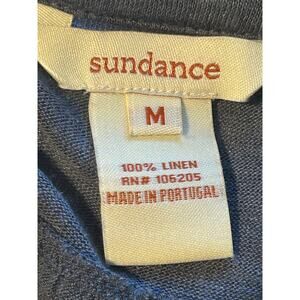 sundance
M
100% LINEN
RN# 106205
MADE IN PORTUGAL